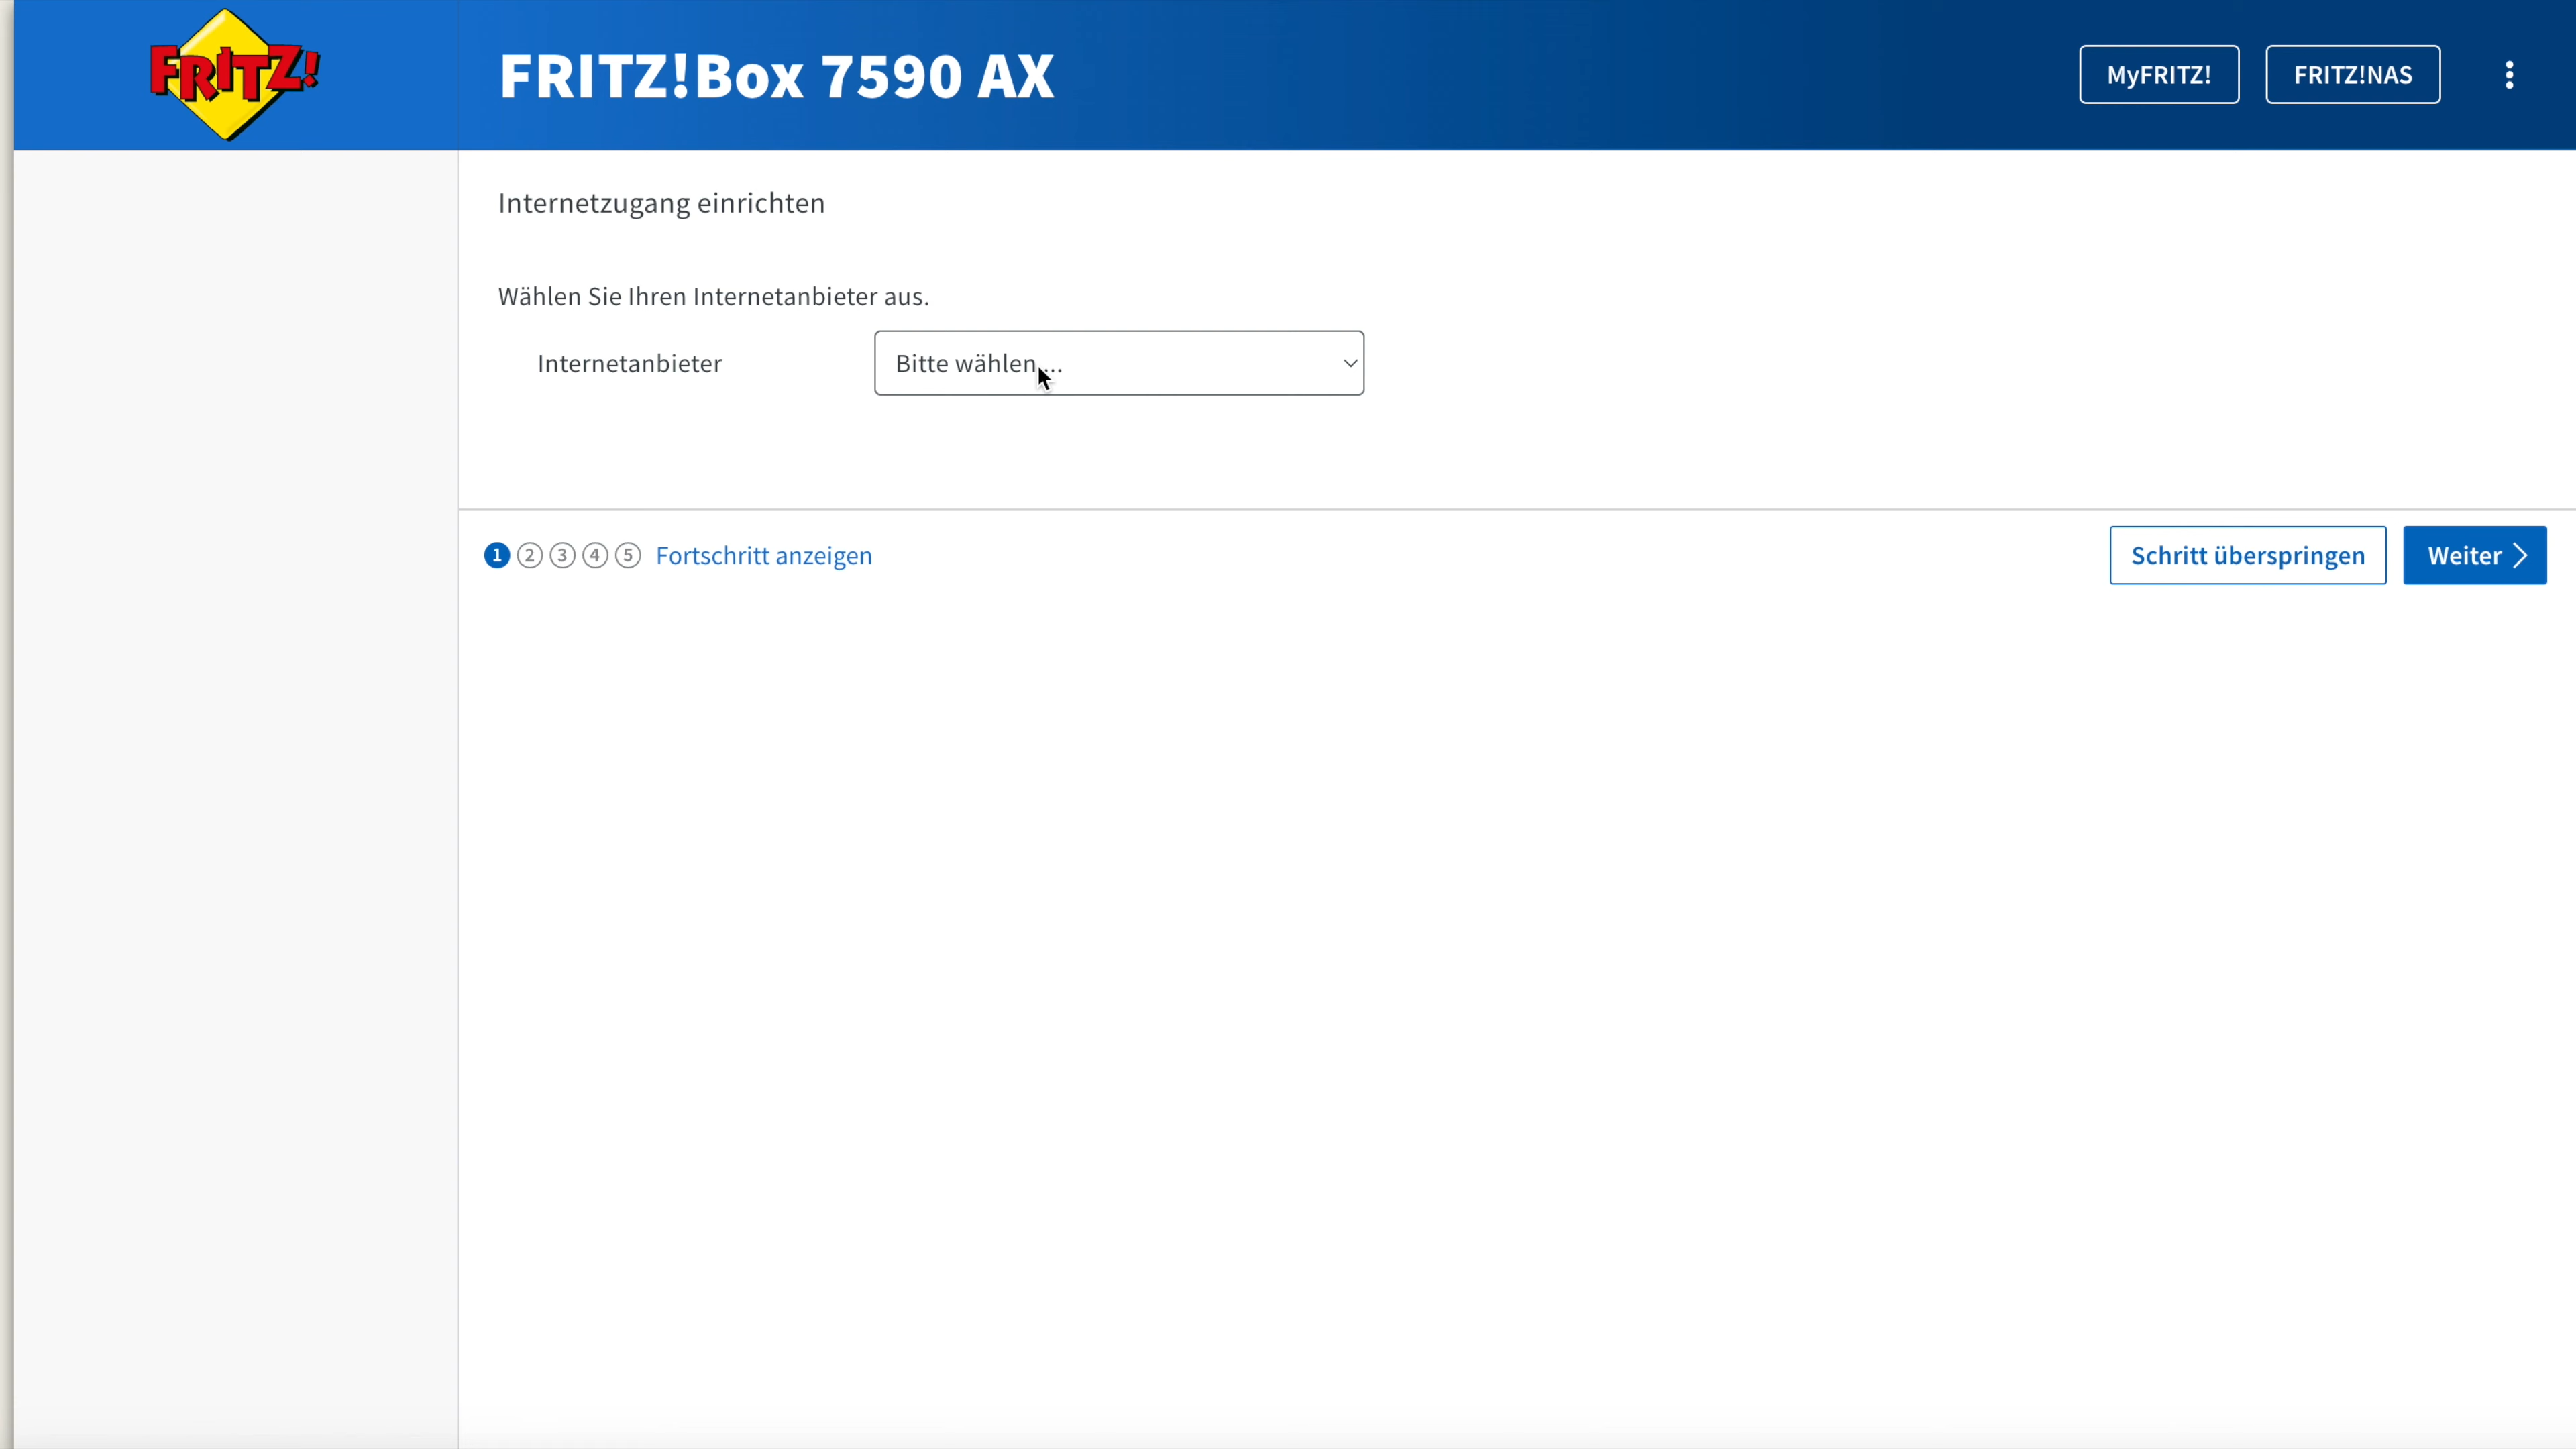 FRITZ!
FRITZ!Box 7590 AX
MyFRITZ!
FRITZ!NAS
Internetzugang einrichten
Wählen Sie Ihren Internetanbieter aus.
Internetanbieter
Bitte wählen ...
1 2 3 4 5 Fortschritt anzeigen
Schritt überspringen
Weiter